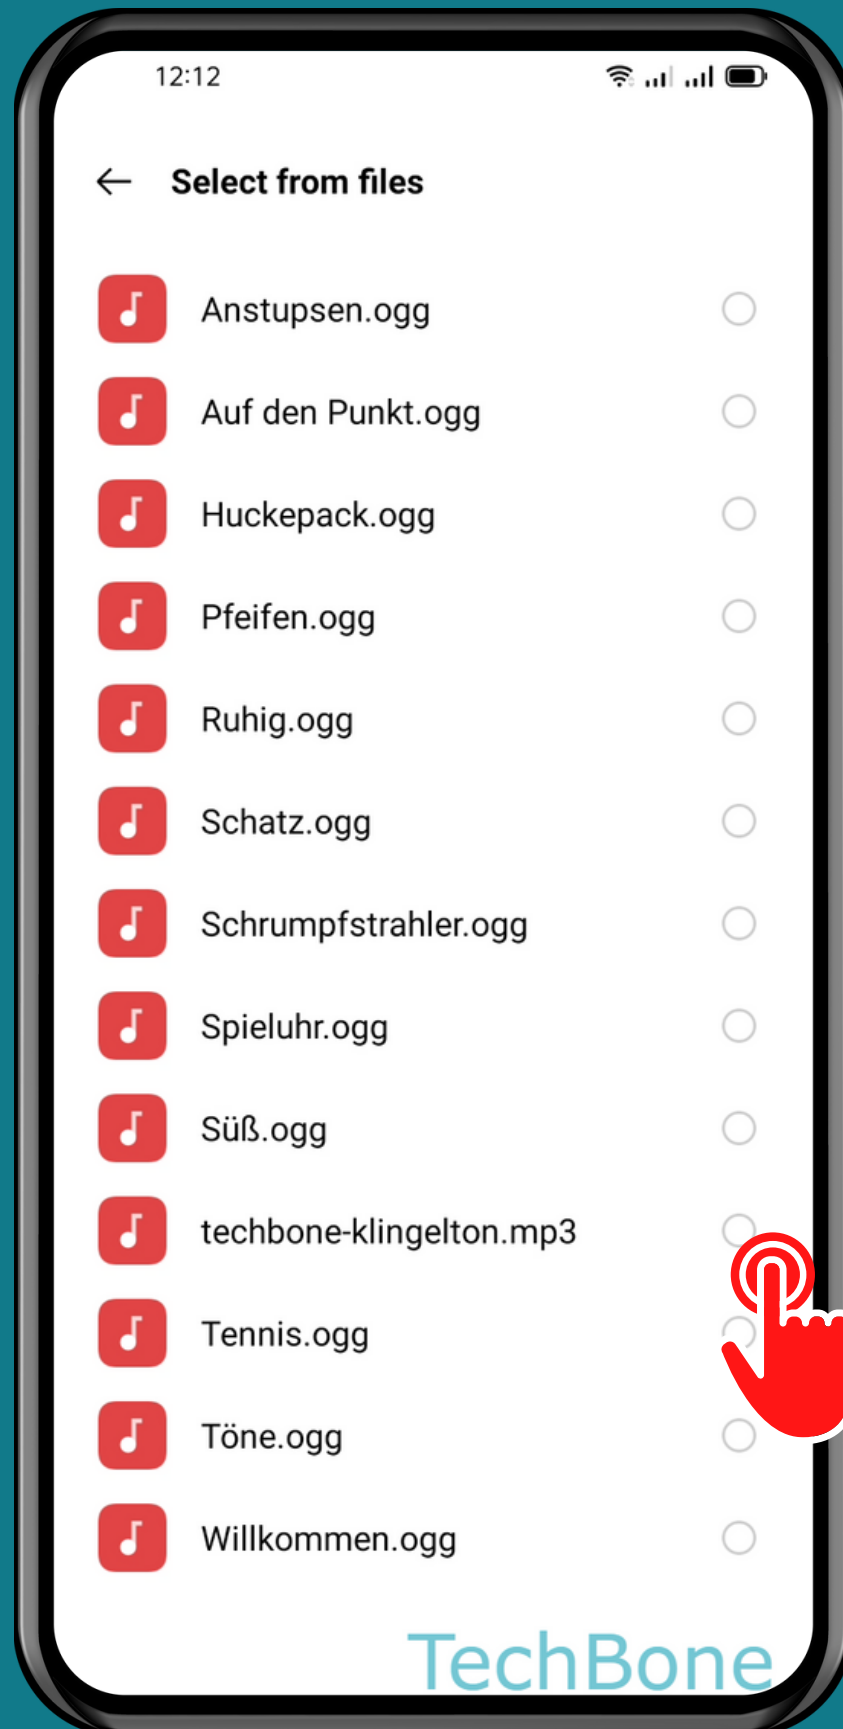 12:12
Select from files
Anstupsen.ogg
Auf den Punkt.ogg
Huckepack.ogg
Pfeifen.ogg
Ruhig.ogg
Schatz.ogg
Schrumpfstrahler.ogg
Spieluhr.ogg
Süß.ogg
techbone-klingelton.mp3
Tennis.ogg
Töne.ogg
Willkommen.ogg
TechBone